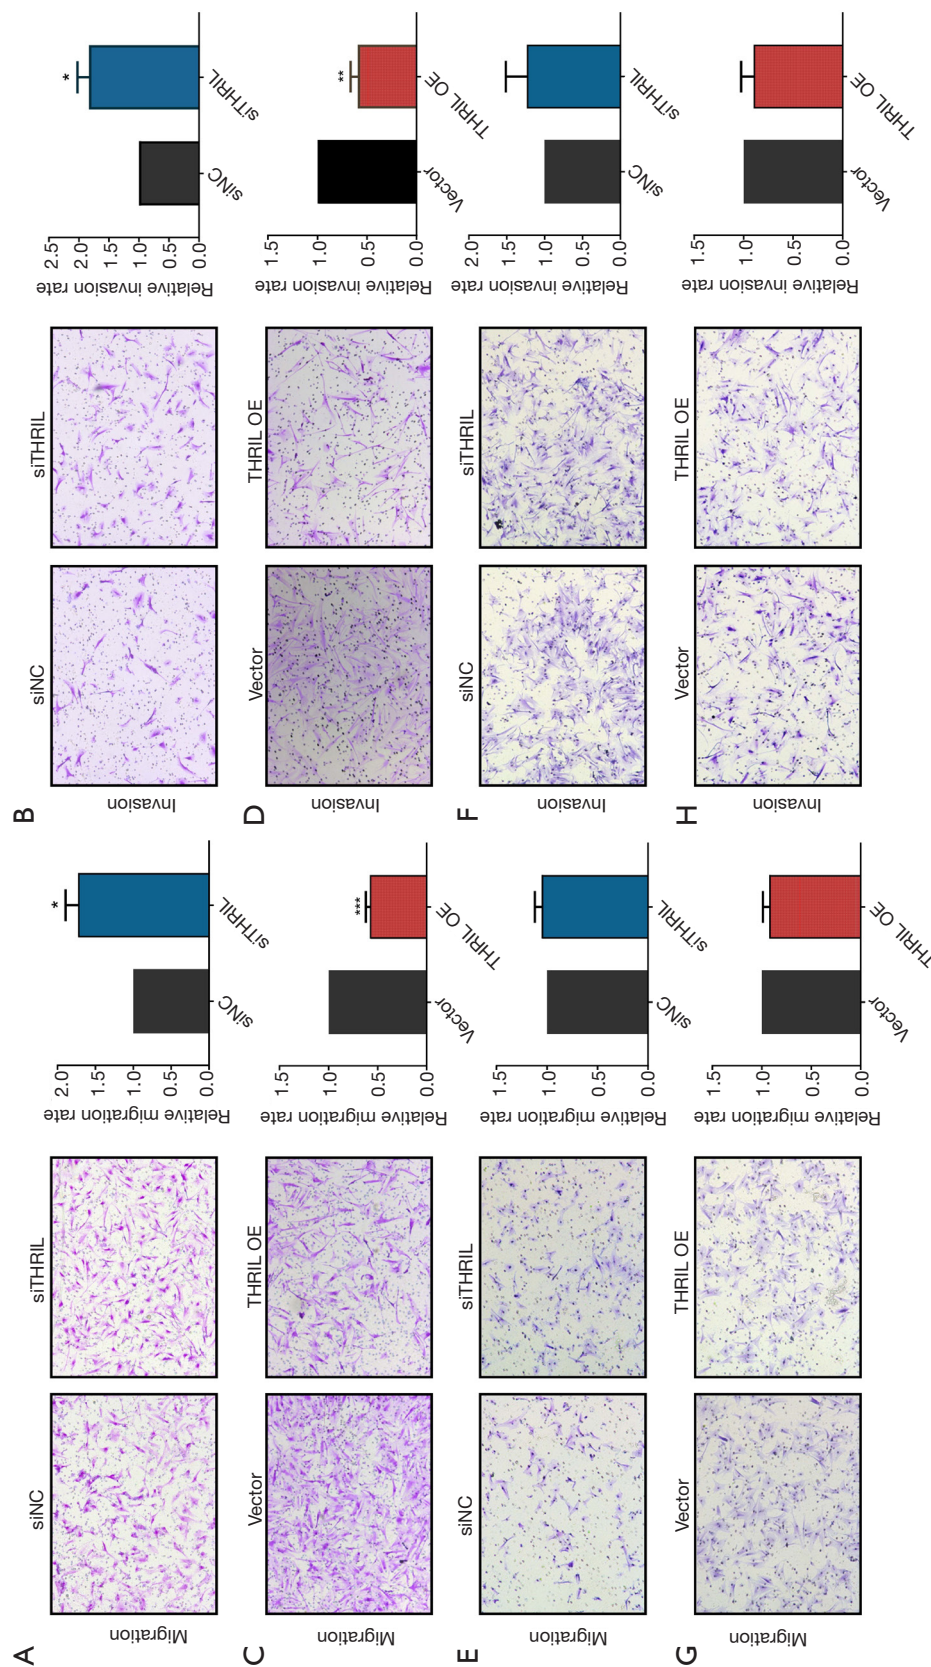 A
siNC
siTHRIL
Migration
Relative migration rate
2.0
1.5
1.0
0.5
0.0
*
siNC
siTHRIL
B
siNC
siTHRIL
Invasion
Relative invasion rate
2.5
2.0
1.5
1.0
0.5
0.0
*
siNC
siTHRIL
C
Vector
THRIL OE
Migration
Relative migration rate
1.5
1.0
0.5
0.0
***
Vector
THRIL OE
D
Vector
THRIL OE
Invasion
Relative invasion rate
1.5
1.0
0.5
0.0
**
Vector
THRIL OE
E
siNC
siTHRIL
Migration
Relative migration rate
1.5
1.0
0.5
0.0
siNC
siTHRIL
F
siNC
siTHRIL
Invasion
Relative invasion rate
2.0
1.5
1.0
0.5
0.0
siNC
siTHRIL
G
Vector
THRIL OE
Migration
Relative migration rate
1.5
1.0
0.5
0.0
Vector
THRIL OE
H
Vector
THRIL OE
Invasion
Relative invasion rate
1.5
1.0
0.5
0.0
Vector
THRIL OE